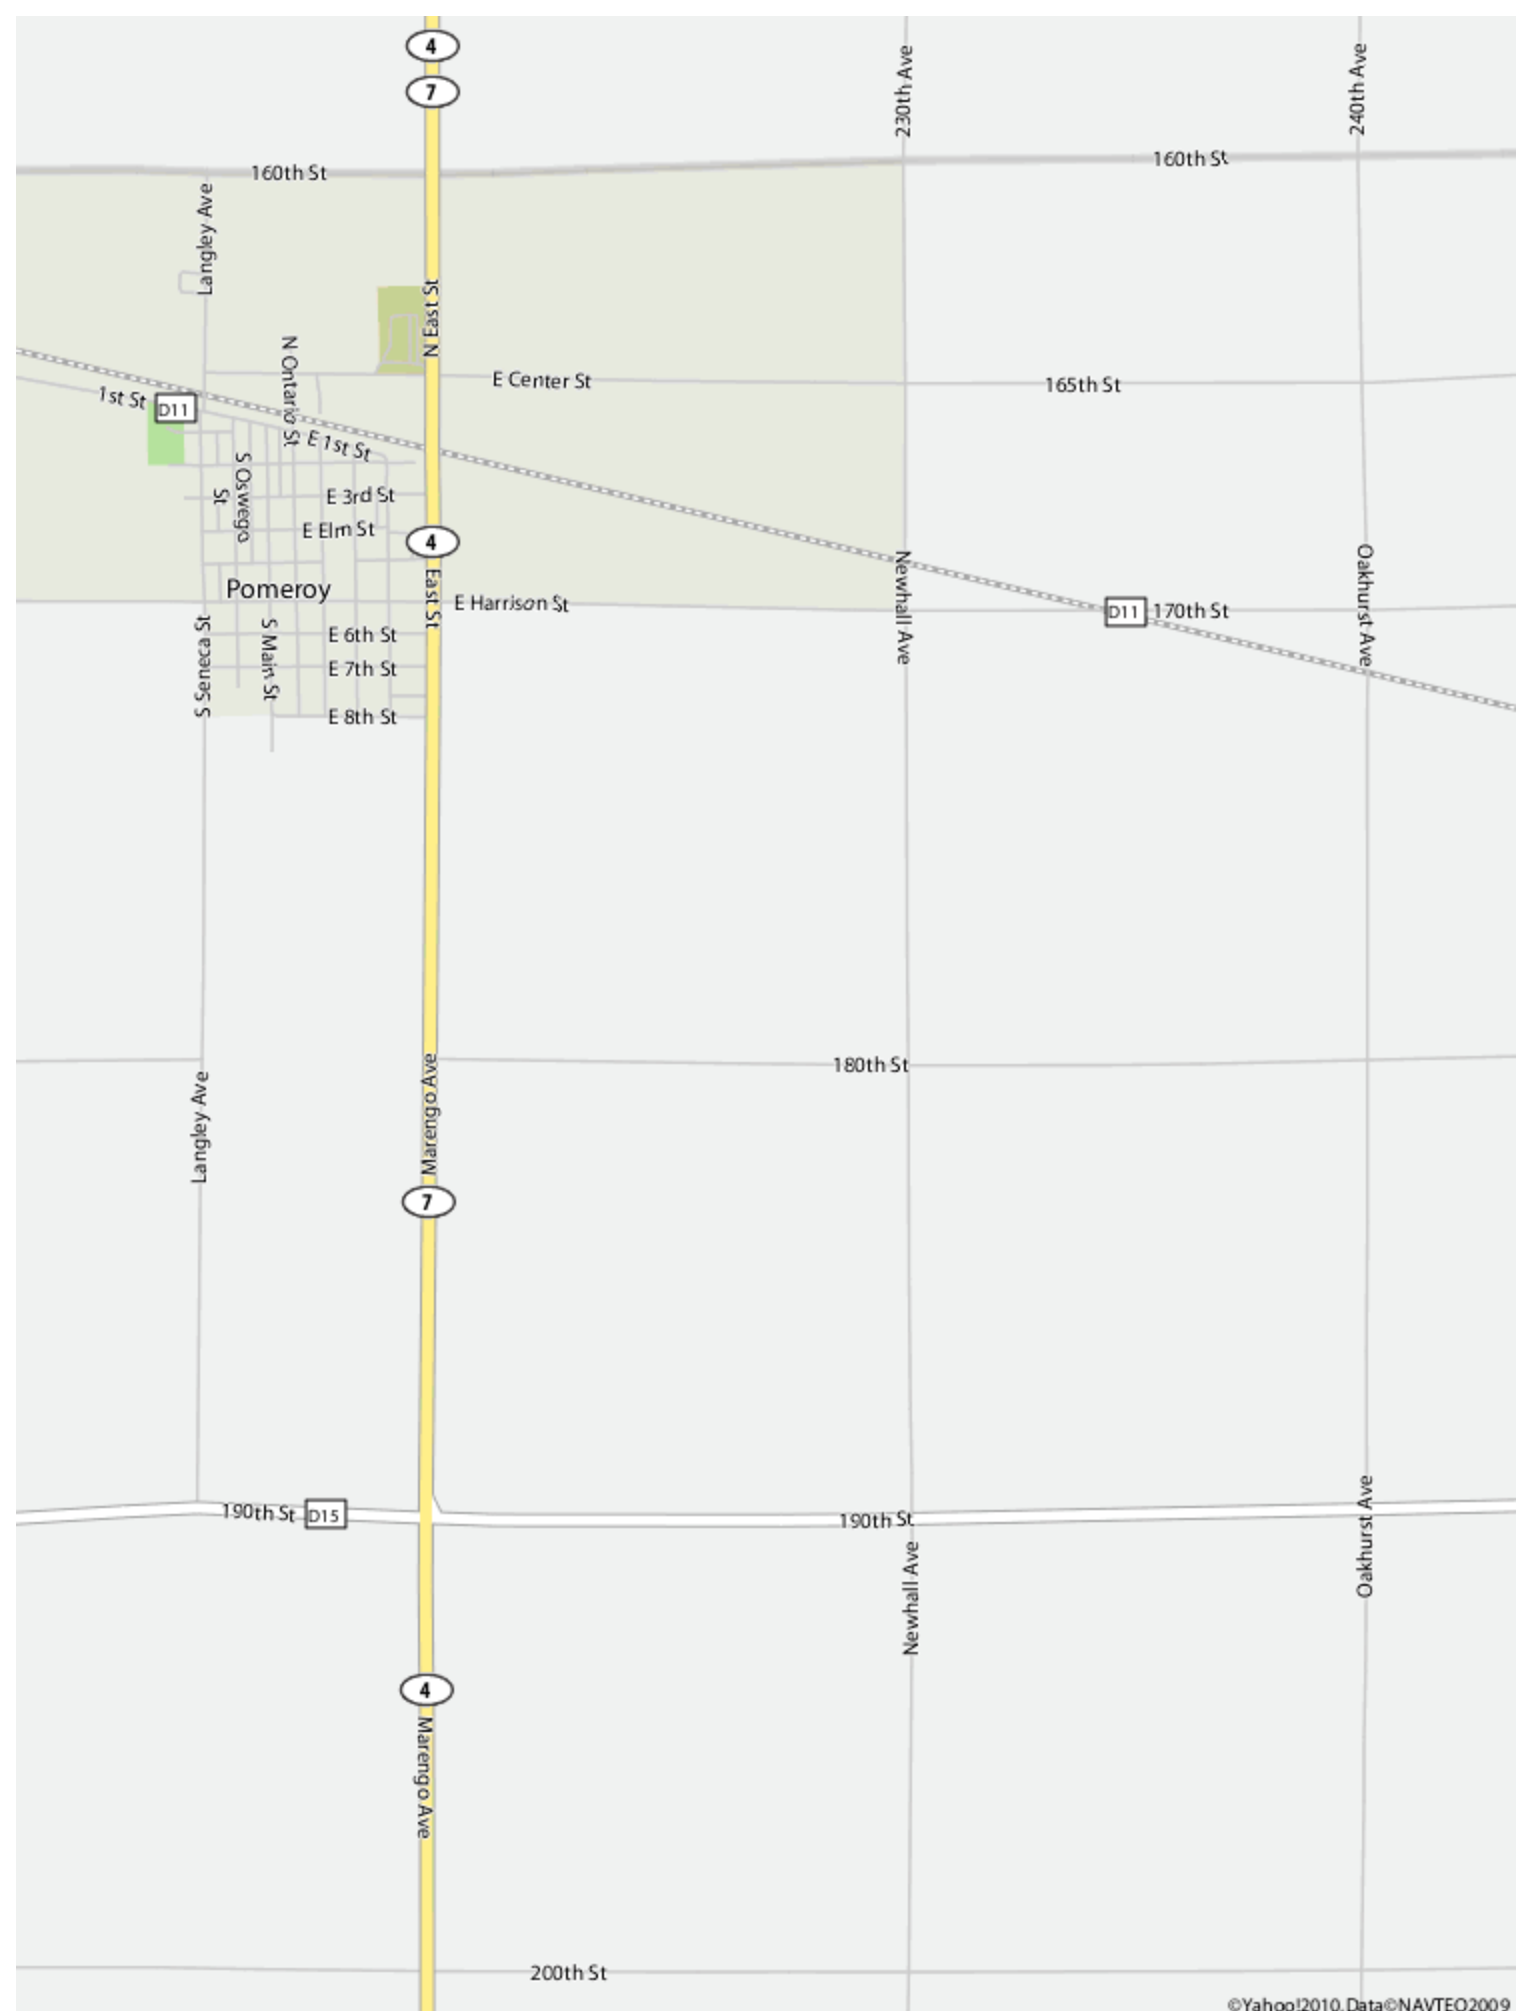 4
7
230th Ave
240th Ave
160th St
160th St
Langley Ave
N East St
N Ontario St
E Center St
165th St
1st St
D11
E 1st St
S Oswego
St
E 3rd St
E Elm St
4
Pomeroy
East St
E Harrison St
Newhall Ave
D11
170th St
Oakhurst Ave
S Seneca St
S Main St
E 6th St
E 7th St
E 8th St
180th St
Marengo Ave
Langley Ave
7
190th St
D15
190th St
Oakhurst Ave
Newhall Ave
4
Marengo Ave
200th St
©Yahoo!2010, Data©NAVTEQ2009